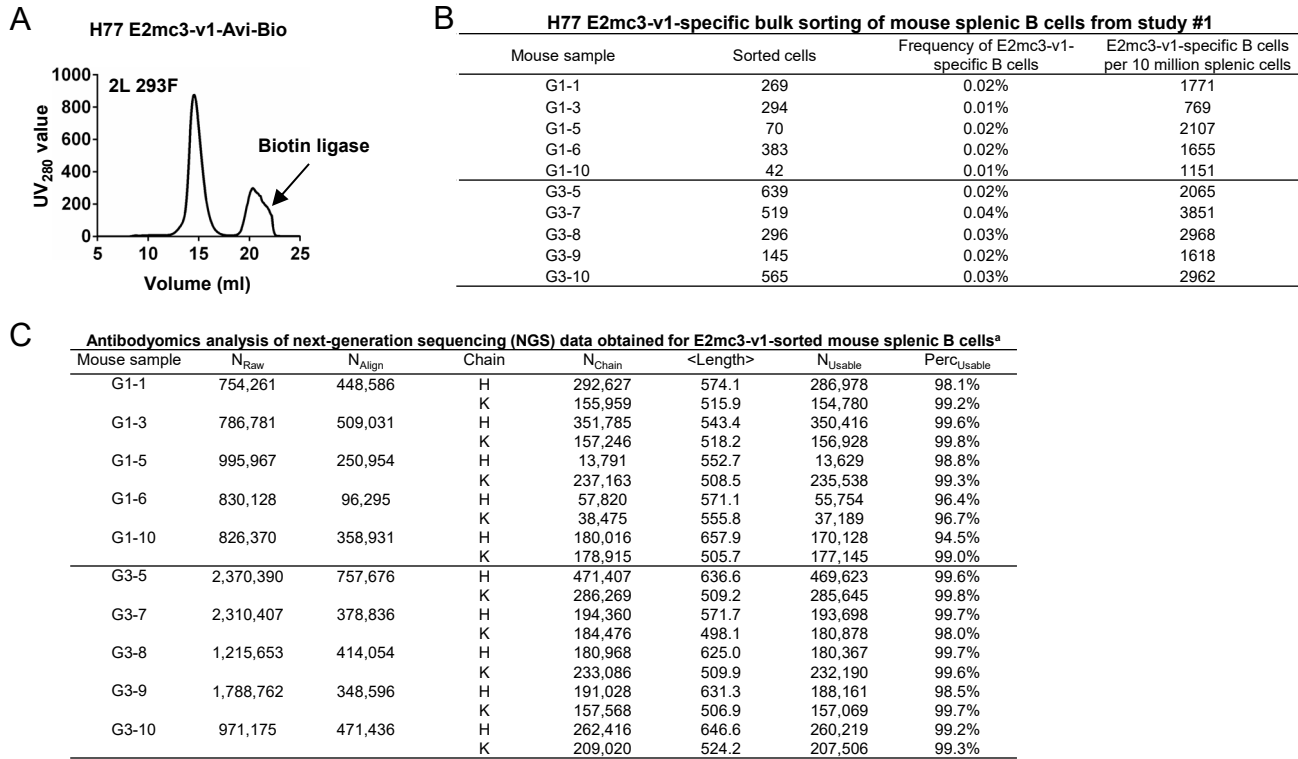 A
H77 E2mc3-v1-Avi-Bio
1000
800
600
400
200
0
UV280 value
2L 293F
Biotin ligase
5 10 15 20 25
Volume (ml)
B
H77 E2mc3-v1-specific bulk sorting of mouse splenic B cells from study #1
Mouse sample Sorted cells Frequency of E2mc3-v1-specific B cells E2mc3-v1-specific B cells per 10 million splenic cells
G1-1 269 0.02% 1771
G1-3 294 0.01% 769
G1-5 70 0.02% 2107
G1-6 383 0.02% 1655
G1-10 42 0.01% 1151
G3-5 639 0.02% 2065
G3-7 519 0.04% 3851
G3-8 296 0.03% 2968
G3-9 145 0.02% 1618
G3-10 565 0.03% 2962
C
Antibodyomics analysis of next-generation sequencing (NGS) data obtained for E2mc3-v1-sorted mouse splenic B cellsa
Mouse sample NRaw NAlign Chain NChain <Length> NUsable PercUsable
G1-1 754,261 448,586 H 292,627 574.1 286,978 98.1%
K 155,959 515.9 154,780 99.2%
G1-3 786,781 509,031 H 351,785 543.4 350,416 99.6%
K 157,246 518.2 156,928 99.8%
G1-5 995,967 250,954 H 13,791 552.7 13,629 98.8%
K 237,163 508.5 235,538 99.3%
G1-6 830,128 96,295 H 57,820 571.1 55,754 96.4%
K 38,475 555.8 37,189 96.7%
G1-10 826,370 358,931 H 180,016 657.9 170,128 94.5%
K 178,915 505.7 177,145 99.0%
G3-5 2,370,390 757,676 H 471,407 636.6 469,623 99.6%
K 286,269 509.2 285,645 99.8%
G3-7 2,310,407 378,836 H 194,360 571.7 193,698 99.7%
K 184,476 498.1 180,878 98.0%
G3-8 1,215,653 414,054 H 180,968 625.0 180,367 99.7%
K 233,086 509.9 232,190 99.6%
G3-9 1,788,762 348,596 H 191,028 631.3 188,161 98.5%
K 157,568 506.9 157,069 99.7%
G3-10 971,175 471,436 H 262,416 646.6 260,219 99.2%
K 209,020 524.2 207,506 99.3%